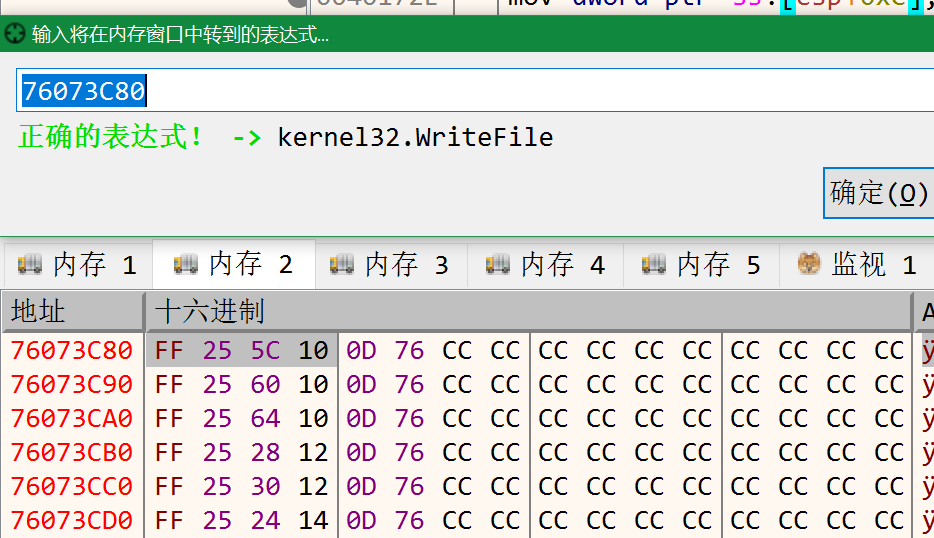 0040172E mov dword ptr ss:[esp+0xC],
输入将在内存窗口中转到的表达式...
76073C80
正确的表达式! -> kernel32.WriteFile
确定(O)
内存 1 内存 2 内存 3 内存 4 内存 5 监视 1
地址 十六进制 A
76073C80 FF 25 5C 10 0D 76 CC CC CC CC CC CC CC CC CC CC ÿ
76073C90 FF 25 60 10 0D 76 CC CC CC CC CC CC CC CC CC CC ÿ
76073CA0 FF 25 64 10 0D 76 CC CC CC CC CC CC CC CC CC CC ÿ
76073CB0 FF 25 28 12 0D 76 CC CC CC CC CC CC CC CC CC CC ÿ
76073CC0 FF 25 30 12 0D 76 CC CC CC CC CC CC CC CC CC CC ÿ
76073CD0 FF 25 24 14 0D 76 CC CC CC CC CC CC CC CC CC CC ÿ